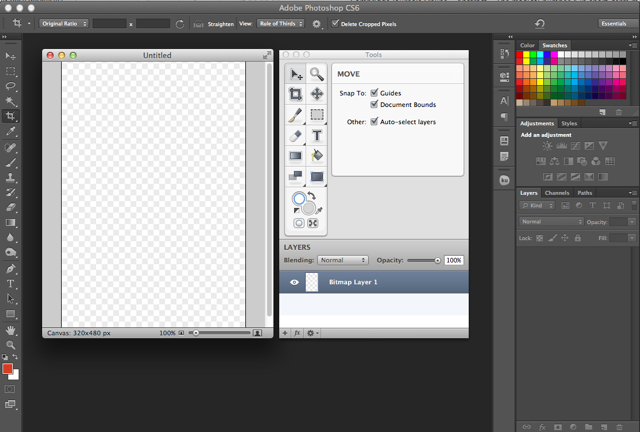 Adobe Photoshop CS6
Original Ratio
x
Straighten
View:
Rule of Thirds
Delete Cropped Pixels
Essentials
Untitled
Canvas: 320x480 px
100%
Tools
MOVE
Snap To: Guides
Document Bounds
Other: Auto-select layers
T
LAYERS
Blending: Normal
Opacity: 100%
Bitmap Layer 1
fx
Color Swatches
Adjustments Styles
Add an adjustment
Layers Channels Paths
Kind
Normal
Opacity:
Lock:
Fill: